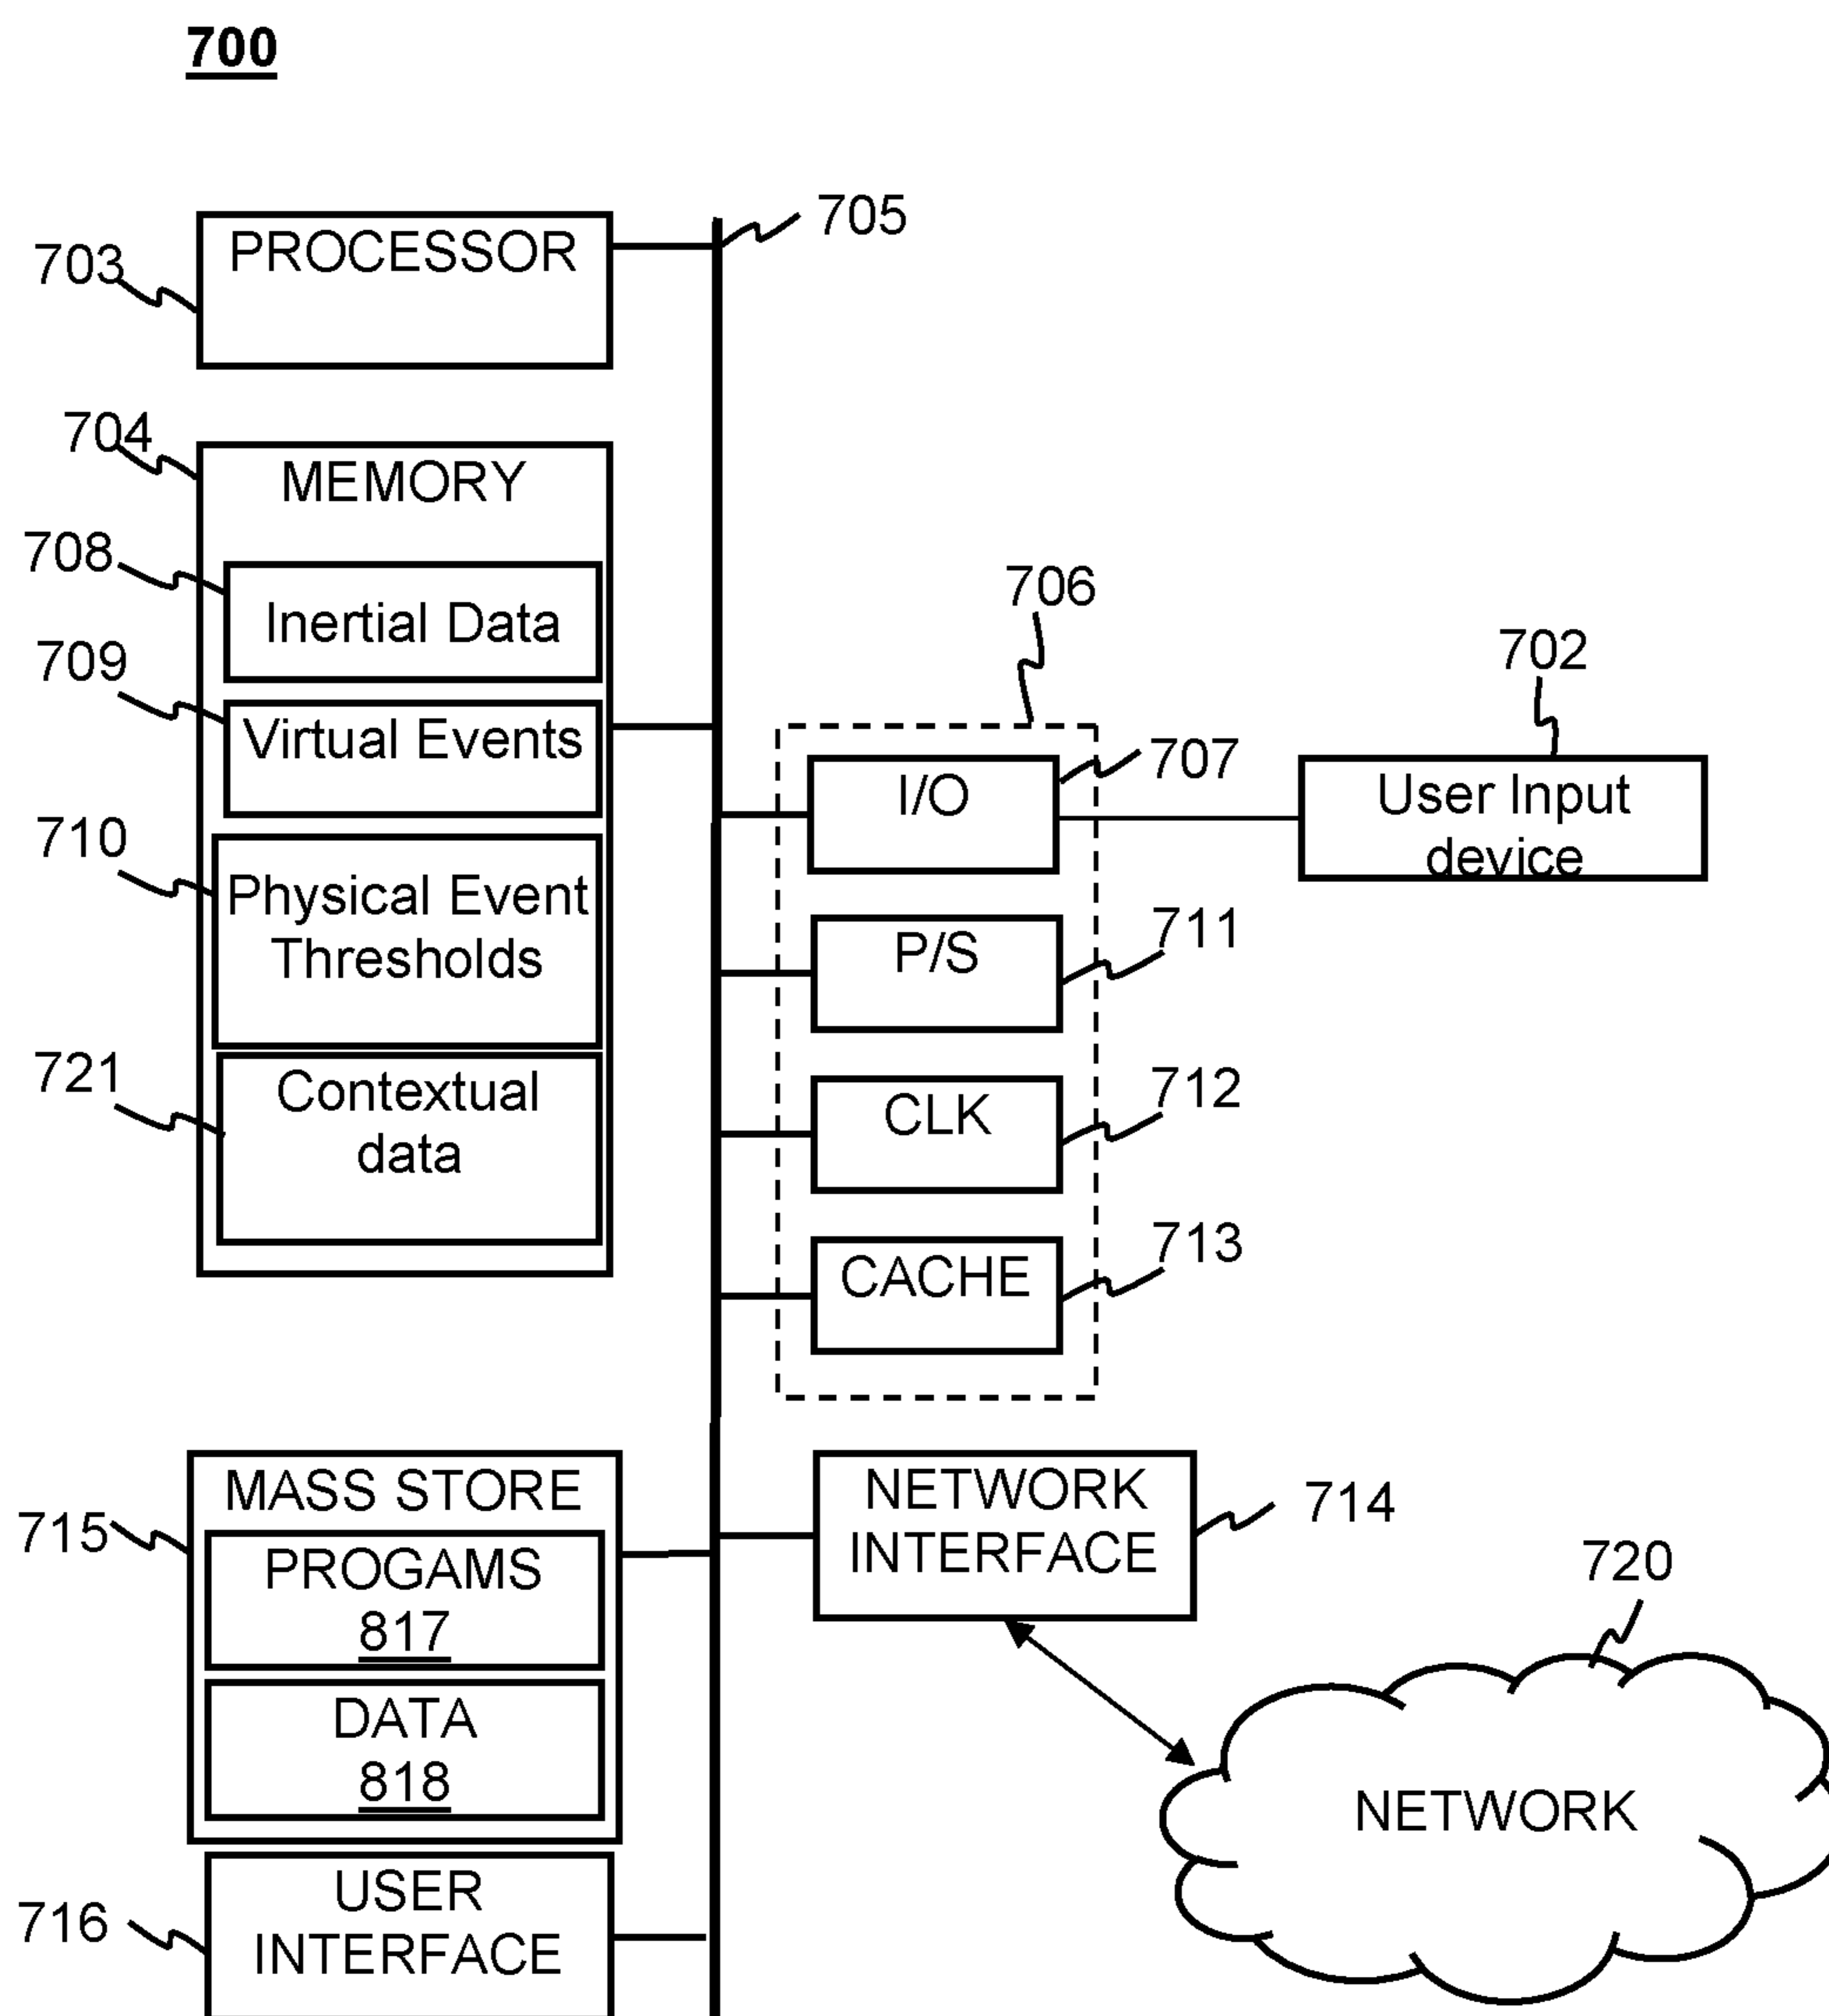 700
705
PROCESSOR
703
704
MEMORY
708
Inertial Data
709
Virtual Events
710
Physical Event
Thresholds
721
Contextual
data
706
702
707
I/O
User Input
device
711
P/S
712
CLK
713
CACHE
MASS STORE
715
PROGAMS
817
DATA
818
NETWORK
INTERFACE
714
720
NETWORK
USER
INTERFACE
716